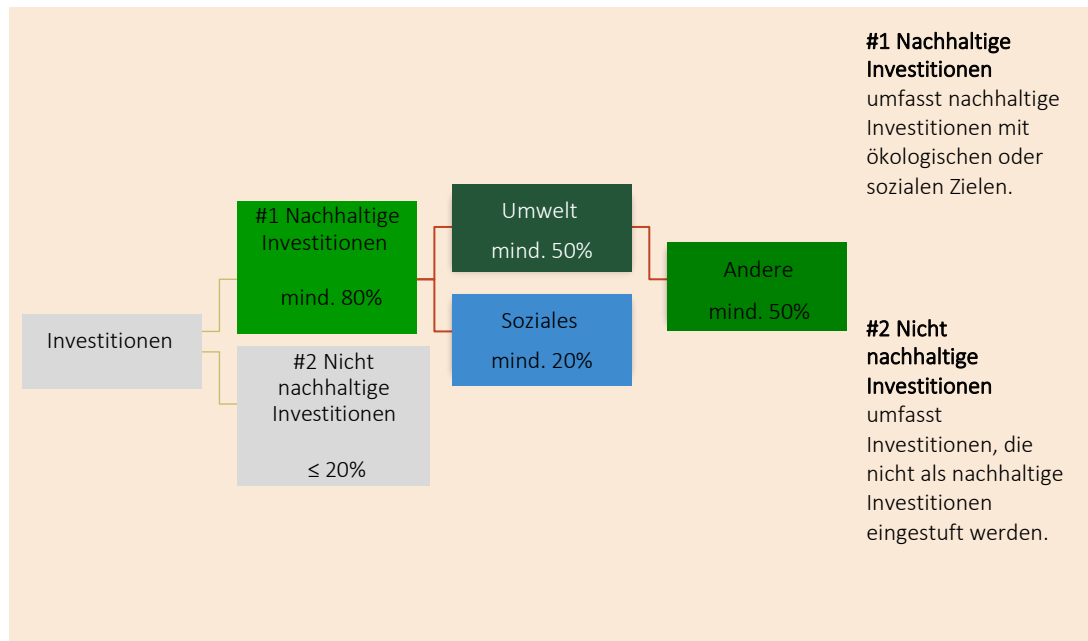 Investitionen
#1 Nachhaltige
Investitionen
mind. 80%
#2 Nicht
nachhaltige
Investitionen
≤ 20%
Umwelt
mind. 50%
Soziales
mind. 20%
Andere
mind. 50%
#1 Nachhaltige
Investitionen
umfasst nachhaltige
Investitionen mit
ökologischen oder
sozialen Zielen.
#2 Nicht
nachhaltige
Investitionen
umfasst
Investitionen, die
nicht als nachhaltige
Investitionen
eingestuft werden.